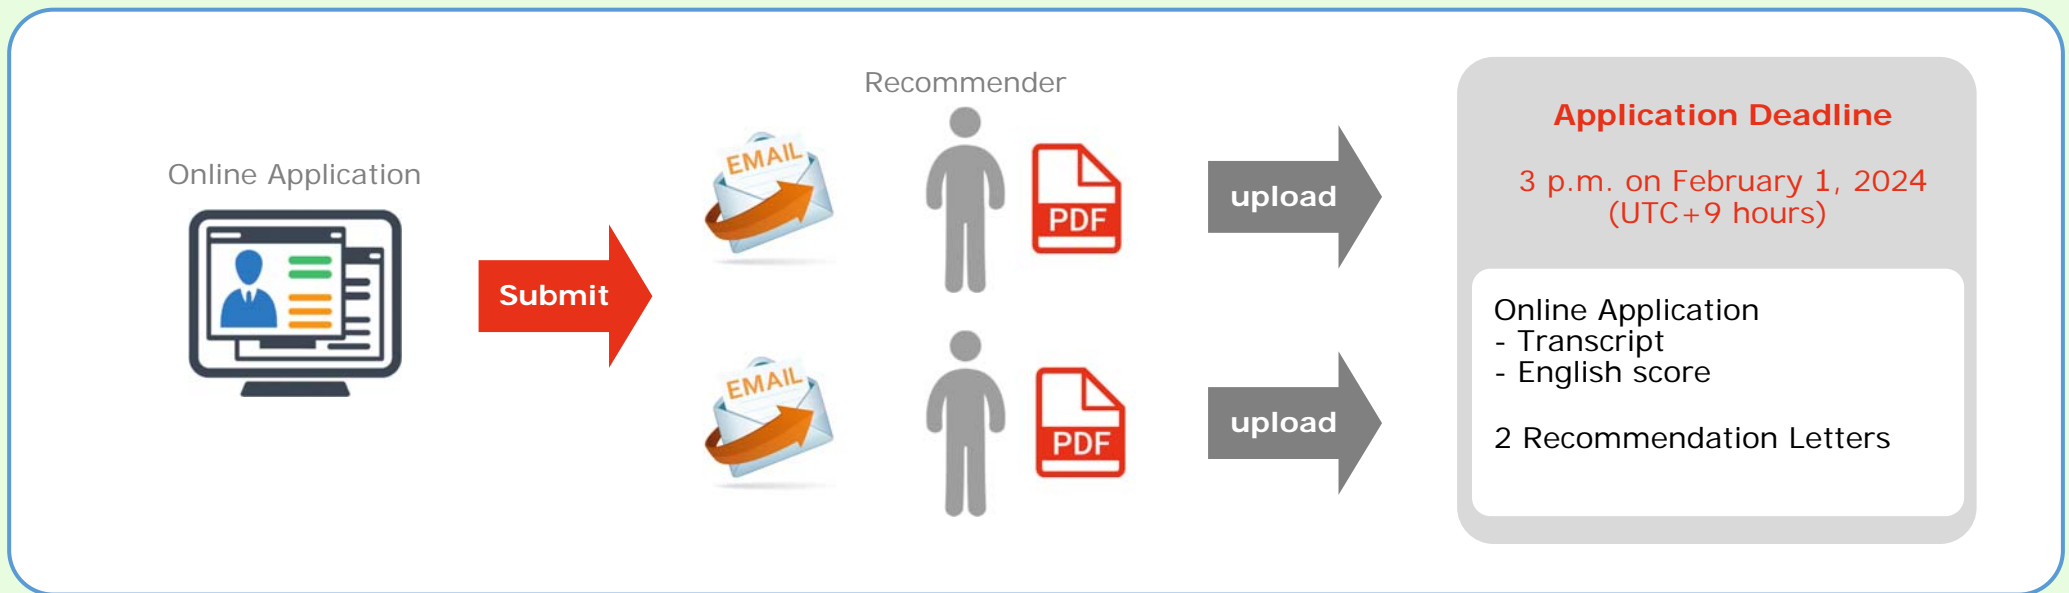 Online Application
Submit
Recommender
EMAIL
PDF
upload
EMAIL
PDF
upload
Application Deadline
3 p.m. on February 1, 2024
(UTC+9 hours)
Online Application
- Transcript
- English score
2 Recommendation Letters